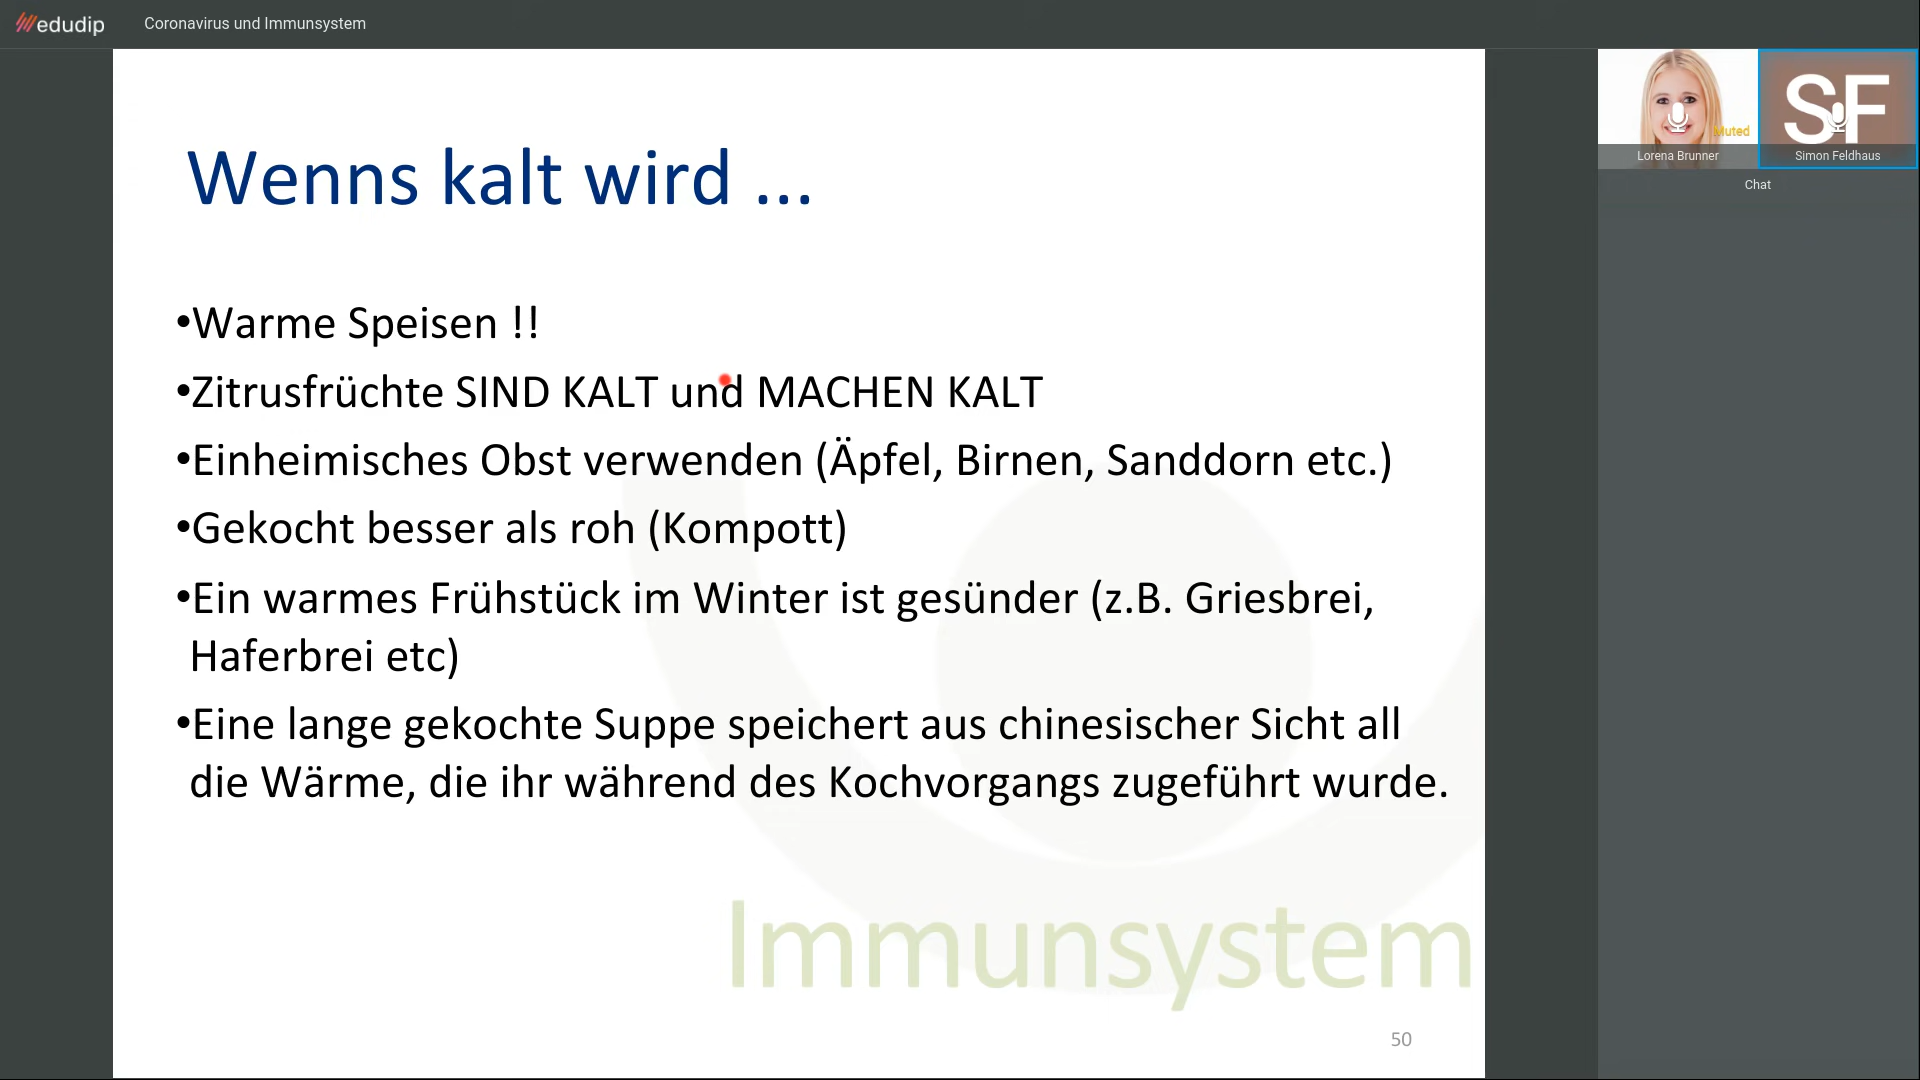 edudip
Coronavirus und Immunsystem
Wenns kalt wird ...
•Warme Speisen !!
•Zitrusfrüchte SIND KALT und MACHEN KALT
•Einheimisches Obst verwenden (Äpfel, Birnen, Sanddorn etc.)
•Gekocht besser als roh (Kompott)
•Ein warmes Frühstück im Winter ist gesünder (z.B. Griesbrei,
Haferbrei etc)
•Eine lange gekochte Suppe speichert aus chinesischer Sicht all
die Wärme, die ihr während des Kochvorgangs zugeführt wurde.
Immunsystem
50
Muted
Lorena Brunner
SF
Simon Feldhaus
Chat